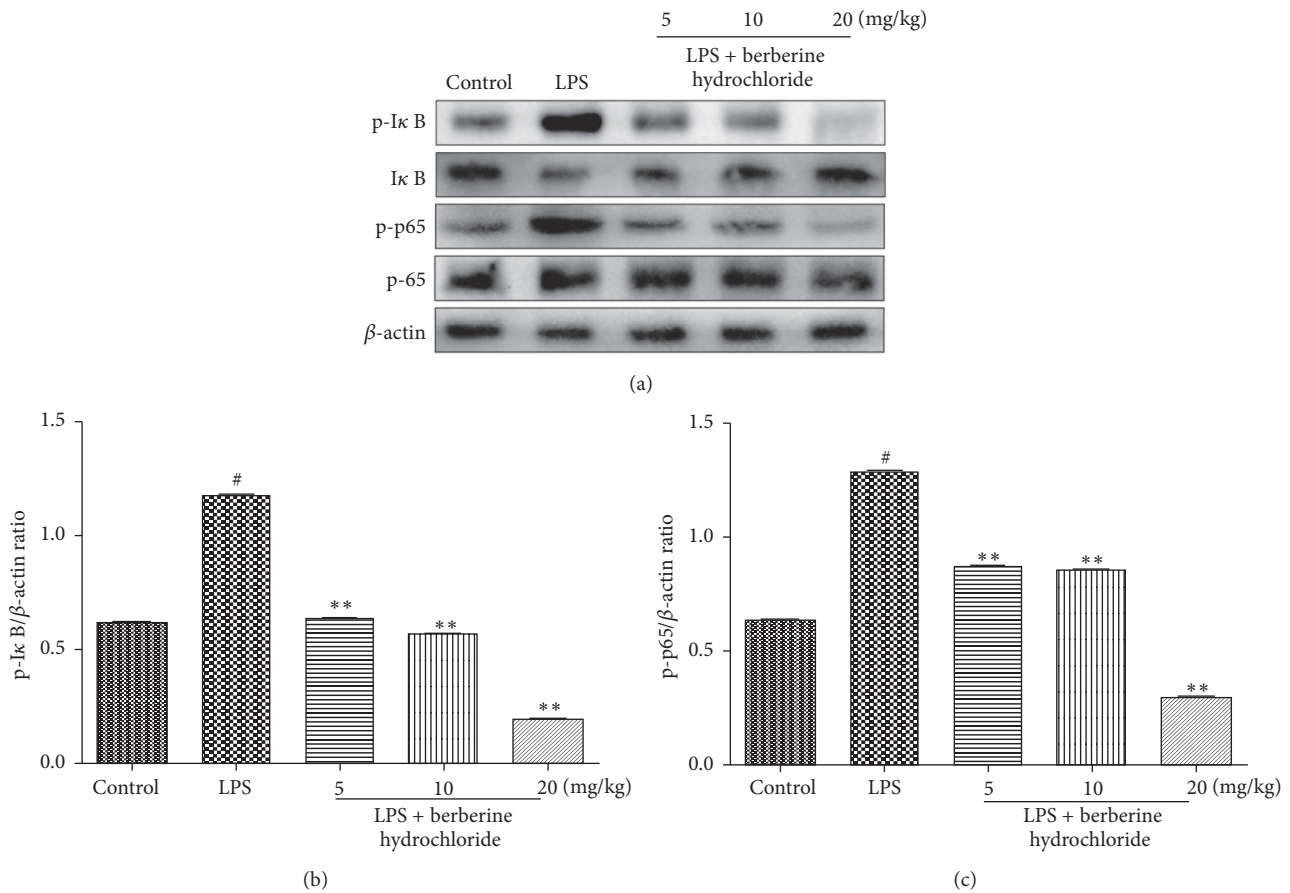 5 10 20 (mg/kg)
LPS + berberine
hydrochloride
Control LPS
p-Iκ B
Iκ B
p-p65
p-65
β-actin
(a)
1.5
1.0
0.5
0.0
p-Iκ B/β-actin ratio
#
**
**
**
Control LPS 5 10 20 (mg/kg)
LPS + berberine
hydrochloride
(b)
1.5
1.0
0.5
0.0
p-p65/β-actin ratio
#
**
**
**
Control LPS 5 10 20 (mg/kg)
LPS + berberine
hydrochloride
(c)